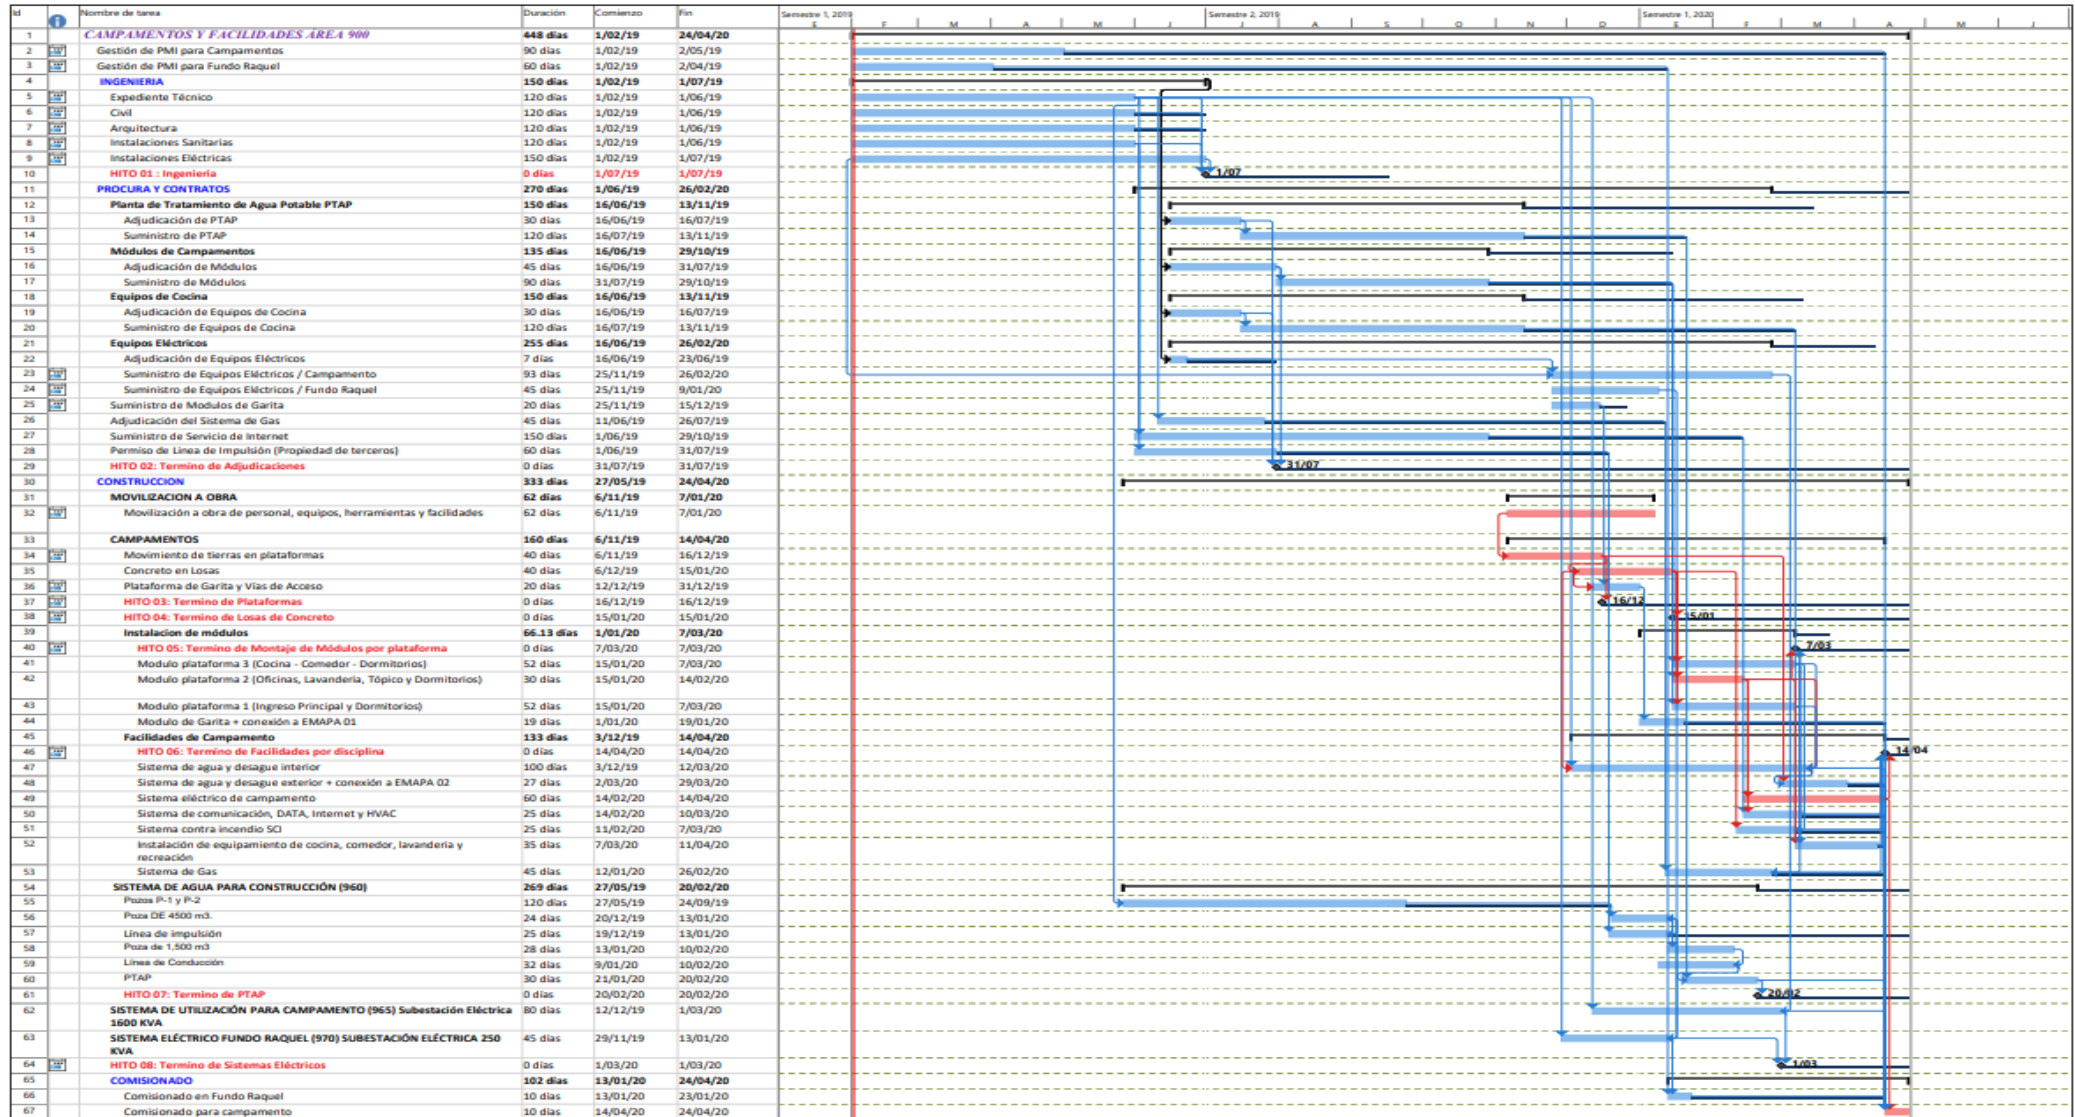 Id Nombre de tarea Duración Comienzo Fin Semestre 1, 2019 Semestre 2, 2019 Semestre 1, 2020
E F M A M J J A S O N D E F M A M J
1 CAMPAMENTOS Y FACILIDADES ÁREA 900 448 días 1/02/19 24/04/20
2 Gestión de PMI para Campamentos 90 días 1/02/19 2/05/19
3 Gestión de PMI para Fundo Raquel 60 días 1/02/19 2/04/19
4 INGENIERIA 150 días 1/02/19 1/07/19
5 Expediente Técnico 120 días 1/02/19 1/06/19
6 Civil 120 días 1/02/19 1/06/19
7 Arquitectura 120 días 1/02/19 1/06/19
8 Instalaciones Sanitarias 120 días 1/02/19 1/06/19
9 Instalaciones Eléctricas 150 días 1/02/19 1/07/19
10 HITO 01 : Ingenieria 0 días 1/07/19 1/07/19 1/07
11 PROCURA Y CONTRATOS 270 días 1/06/19 26/02/20
12 Planta de Tratamiento de Agua Potable PTAP 150 días 16/06/19 13/11/19
13 Adjudicación de PTAP 30 días 16/06/19 16/07/19
14 Suministro de PTAP 120 días 16/07/19 13/11/19
15 Módulos de Campamentos 135 días 16/06/19 29/10/19
16 Adjudicación de Módulos 45 días 16/06/19 31/07/19
17 Suministro de Módulos 90 días 31/07/19 29/10/19
18 Equipos de Cocina 150 días 16/06/19 13/11/19
19 Adjudicación de Equipos de Cocina 30 días 16/06/19 16/07/19
20 Suministro de Equipos de Cocina 120 días 16/07/19 13/11/19
21 Equipos Eléctricos 255 días 16/06/19 26/02/20
22 Adjudicación de Equipos Eléctricos 7 días 16/06/19 23/06/19
23 Suministro de Equipos Eléctricos / Campamento 93 días 25/11/19 26/02/20
24 Suministro de Equipos Eléctricos / Fundo Raquel 45 días 25/11/19 9/01/20
25 Suministro de Modulos de Garita 20 días 25/11/19 15/12/19
26 Adjudicación del Sistema de Gas 45 días 11/06/19 26/07/19
27 Suministro de Servicio de Internet 150 días 1/06/19 29/10/19
28 Permiso de Linea de Impulsión (Propiedad de terceros) 60 días 1/06/19 31/07/19
29 HITO 02: Termino de Adjudicaciones 0 días 31/07/19 31/07/19 31/07
30 CONSTRUCCION 333 días 27/05/19 24/04/20
31 MOVILIZACION A OBRA 62 días 6/11/19 7/01/20
32 Movilización a obra de personal, equipos, herramientas y facilidades 62 días 6/11/19 7/01/20
33 CAMPAMENTOS 160 días 6/11/19 14/04/20
34 Movimiento de tierras en plataformas 40 días 6/11/19 16/12/19
35 Concreto en Losas 40 días 6/12/19 15/01/20
36 Plataforma de Garita y Vías de Acceso 20 días 12/12/19 31/12/19
37 HITO 03: Termino de Plataformas 0 días 16/12/19 16/12/19 16/12
38 HITO 04: Termino de Losas de Concreto 0 días 15/01/20 15/01/20 15/01
39 Instalacion de módulos 66.13 días 1/01/20 7/03/20
40 HITO 05: Termino de Montaje de Módulos por plataforma 0 días 7/03/20 7/03/20 7/03
41 Modulo plataforma 3 (Cocina - Comedor - Dormitorios) 52 días 15/01/20 7/03/20
42 Modulo plataforma 2 (Oficinas, Lavandería, Tópico y Dormitorios) 30 días 15/01/20 14/02/20
43 Modulo plataforma 1 (Ingreso Principal y Dormitorios) 52 días 15/01/20 7/03/20
44 Modulo de Garita + conexión a EMAPA 01 19 días 1/01/20 19/01/20
45 Facilidades de Campamento 133 días 3/12/19 14/04/20
46 HITO 06: Termino de Facilidades por disciplina 0 días 14/04/20 14/04/20 14/04
47 Sistema de agua y desague interior 100 días 3/12/19 12/03/20
48 Sistema de agua y desague exterior + conexión a EMAPA 02 27 días 2/03/20 29/03/20
49 Sistema eléctrico de campamento 60 días 14/02/20 14/04/20
50 Sistema de comunicación, DATA, Internet y HVAC 25 días 14/02/20 10/03/20
51 Sistema contra incendio SCI 25 días 11/02/20 7/03/20
52 Instalación de equipamiento de cocina, comedor, lavanderia y 35 días 7/03/20 11/04/20
recreación
53 Sistema de Gas 45 días 12/01/20 26/02/20
54 SISTEMA DE AGUA PARA CONSTRUCCIÓN (960) 269 días 27/05/19 20/02/20
55 Pozos P-1 y P-2 120 días 27/05/19 24/09/19
56 Poza DE 4500 m3. 24 días 20/12/19 13/01/20
57 Línea de impulsión 25 días 19/12/19 13/01/20
58 Poza de 1,500 m3 28 días 13/01/20 10/02/20
59 Línea de Conducción 32 días 9/01/20 10/02/20
60 PTAP 30 días 21/01/20 20/02/20
61 HITO 07: Termino de PTAP 0 días 20/02/20 20/02/20 20/02
62 SISTEMA DE UTILIZACIÓN PARA CAMPAMENTO (965) Subestación Eléctrica 80 días 12/12/19 1/03/20
1600 KVA
63 SISTEMA ELÉCTRICO FUNDO RAQUEL (970) SUBESTACIÓN ELÉCTRICA 250 45 días 29/11/19 13/01/20
KVA
64 HITO 08: Termino de Sistemas Eléctricos 0 días 1/03/20 1/03/20 1/03
65 COMISIONADO 102 días 13/01/20 24/04/20
66 Comisionado en Fundo Raquel 10 días 13/01/20 23/01/20
67 Comisionado para campamento 10 días 14/04/20 24/04/20